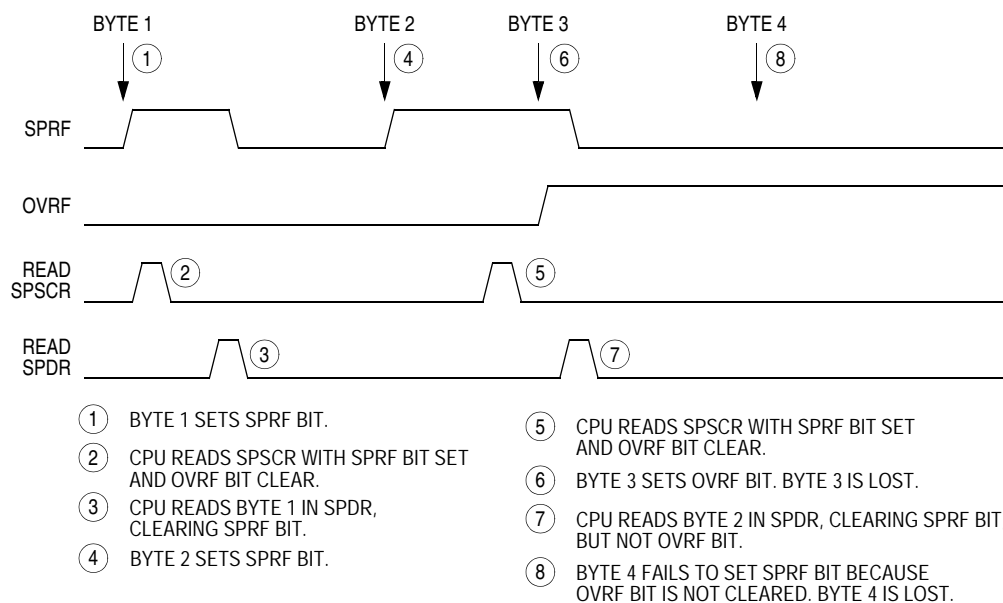 BYTE 1 BYTE 2 BYTE 3 BYTE 4
1 4 6 8
SPRF
OVRF
READ
SPSCR
2 5
READ
SPDR
3 7
1 BYTE 1 SETS SPRF BIT.
2 CPU READS SPSCR WITH SPRF BIT SET
AND OVRF BIT CLEAR.
3 CPU READS BYTE 1 IN SPDR,
CLEARING SPRF BIT.
4 BYTE 2 SETS SPRF BIT.
5 CPU READS SPSCR WITH SPRF BIT SET
AND OVRF BIT CLEAR.
6 BYTE 3 SETS OVRF BIT. BYTE 3 IS LOST.
7 CPU READS BYTE 2 IN SPDR, CLEARING SPRF BIT
BUT NOT OVRF BIT.
8 BYTE 4 FAILS TO SET SPRF BIT BECAUSE
OVRF BIT IS NOT CLEARED. BYTE 4 IS LOST.